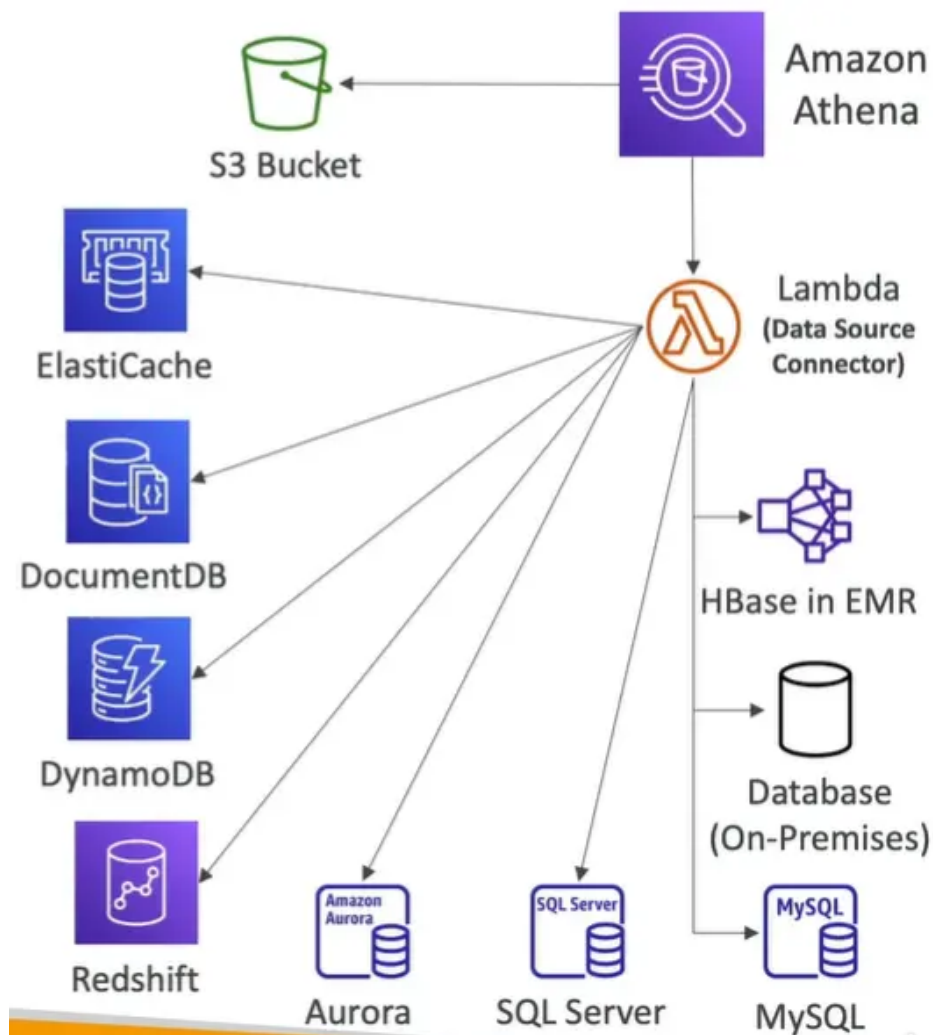 Amazon
Athena
S3 Bucket
Lambda
(Data Source
Connector)
ElastiCache
DocumentDB
HBase in EMR
DynamoDB
Database
(On-Premises)
Redshift
Amazon
Aurora
Aurora
SQL Server
SQL Server
MySQL
MySQL